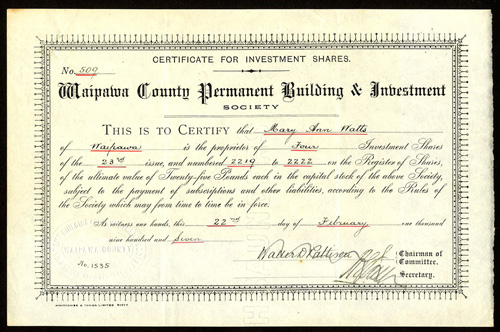 CERTIFICATE FOR INVESTMENT SHARES.
No. 509
Waipawa County Permanent Building & Investment
SOCIETY
THIS IS TO CERTIFY that Mary Ann Watts
of Waipawa is the proprietor of Four Investment Shares
of the 23rd issue, and numbered 2219 to 2222 on the Register of Shares,
of the ultimate value of Twenty-five Pounds each in the capital stock of the above Society,
subject to the payment of subscriptions and other liabilities, according to the Rules of
the Society which may from time to time be in force.
As witness our hands, this 22nd day of February one thousand
nine hundred and Seven
Walter D Pattison
Chairman of
Committee.
Secretary.
WAIPAWA COUNTY
No. 1535